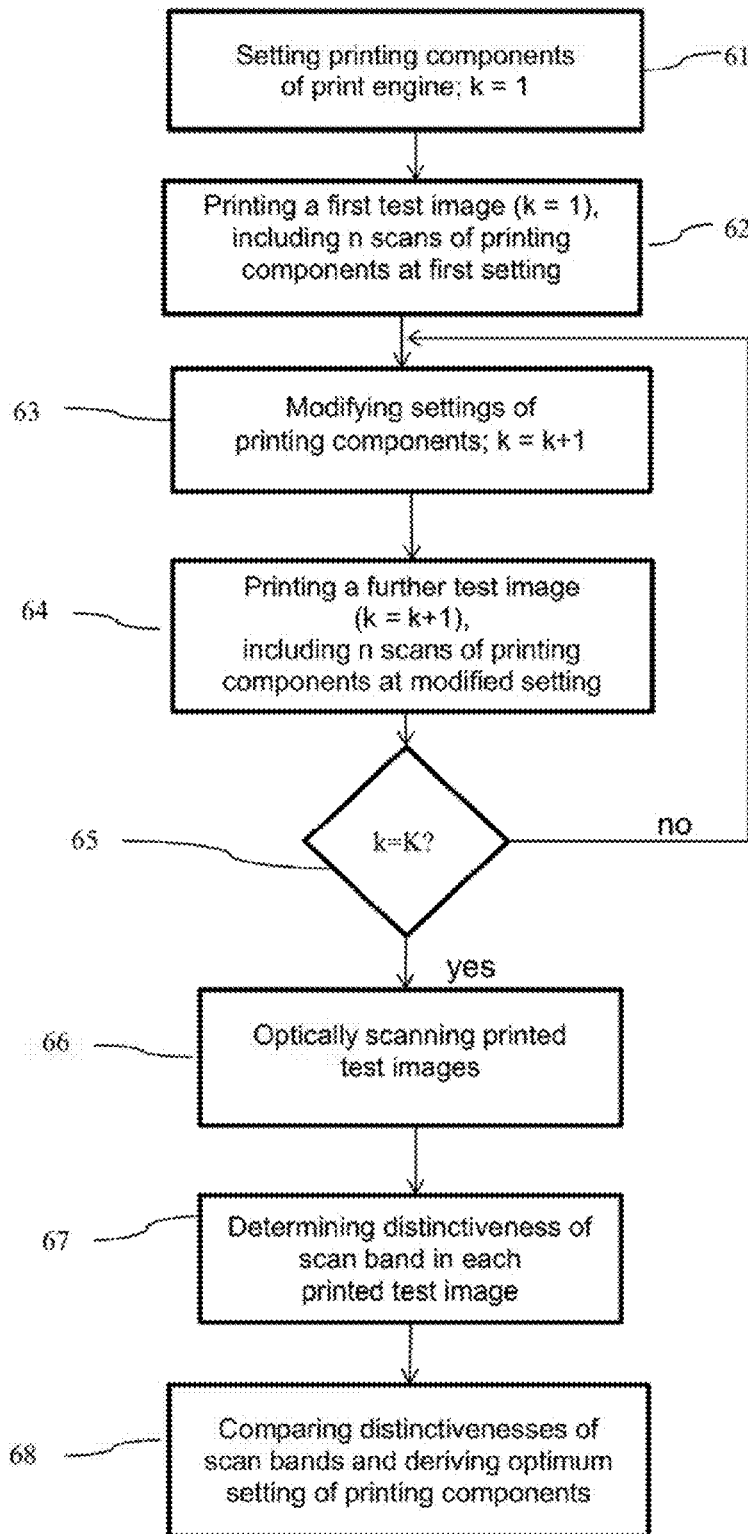 Setting printing components
of print engine; k = 1
61
Printing a first test image (k = 1),
including n scans of printing
components at first setting
62
63
Modifying settings of
printing components; k = k+1
64
Printing a further test image
(k = k+1),
including n scans of printing
components at modified setting
65
k=K?
no
yes
66
Optically scanning printed
test images
67
Determining distinctiveness of
scan band in each
printed test image
68
Comparing distinctivenesses of
scan bands and deriving optimum
setting of printing components